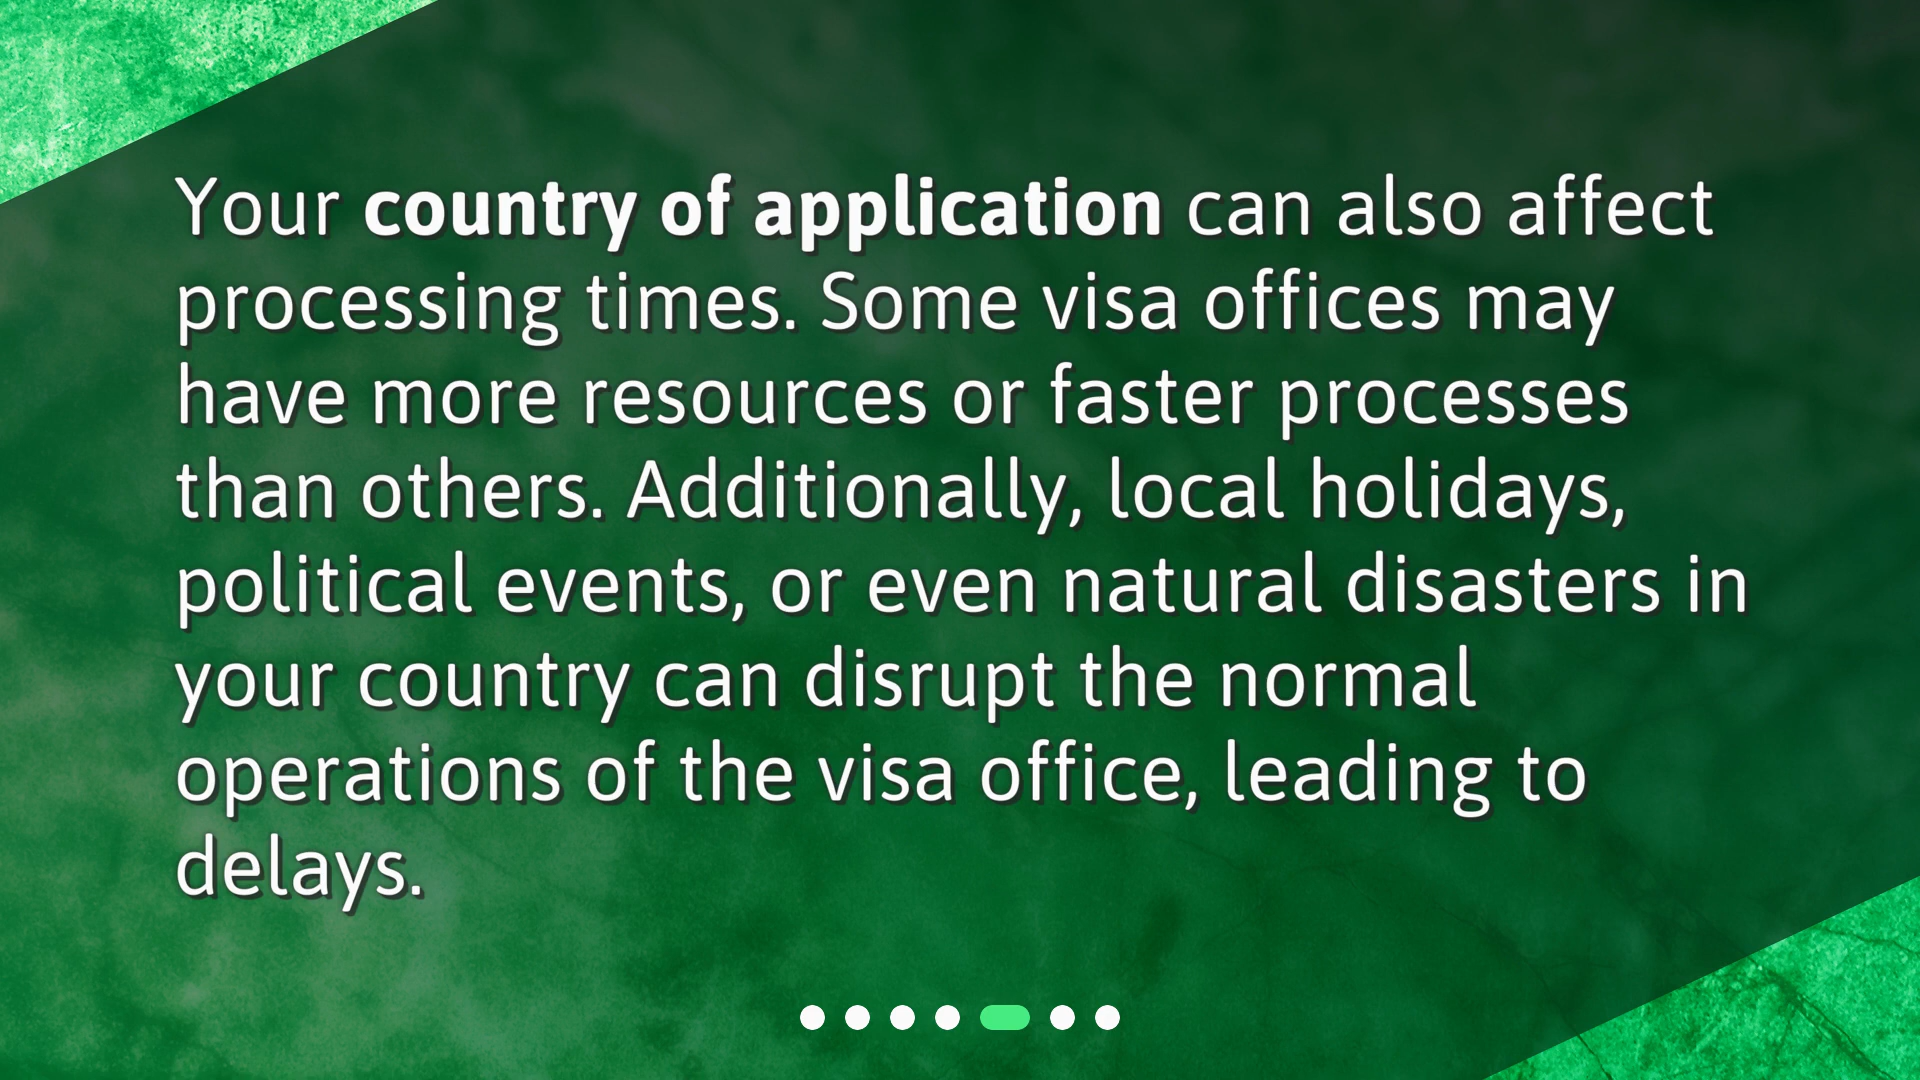 Your country of application can also affect
processing times. Some visa offices may
have more resources or faster processes
than others. Additionally, local holidays,
political events, or even natural disasters in
your country can disrupt the normal
operations of the visa office, leading to
delays.